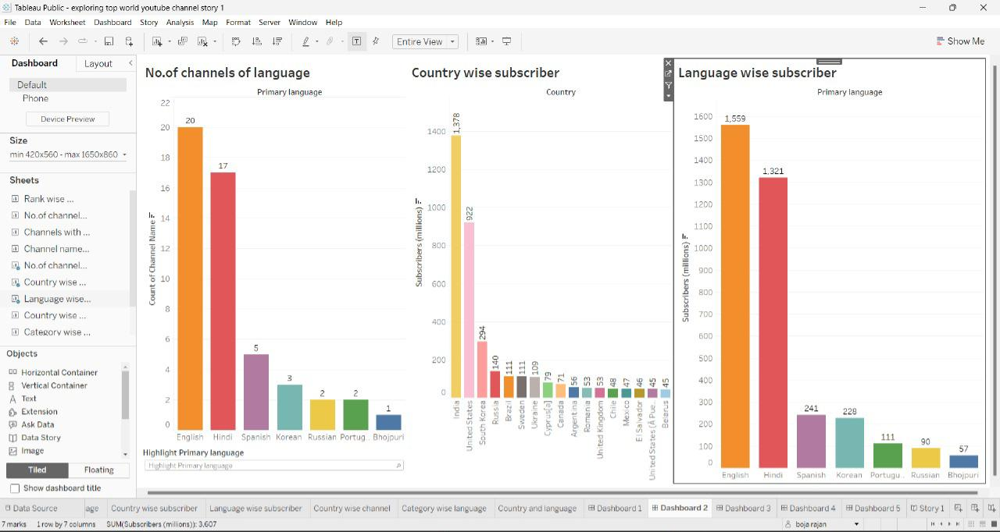 Tableau Public - exploring top world youtube channel story 1
File Data Worksheet Dashboard Story Analysis Map Format Server Window Help
Entire View
Show Me
Dashboard Layout
Default
Phone
Device Preview
Size
min 420x560 - max 1650x860
Sheets
Rank wise ...
No.of channel...
Channels with ...
Channel name...
No.of channel...
Country wise ...
Language wise...
Country wise ...
Category wise ...
Objects
Horizontal Container
Vertical Container
Text
Extension
Ask Data
Data Story
Image
Tiled Floating
Show dashboard title
No.of channels of language
Primary language
Count of Channel Name
22
20
18
16
14
12
10
8
6
4
2
0
20 17 5 3 2 2 1
English Hindi Spanish Korean Russian Portug.. Bhojpuri
Highlight Primary language
Highlight Primary language
Country wise subscriber
Country
Subscribers (millions)
1400
1200
1000
800
600
400
200
0
1,378 922 294 140 111 111 109 79 71 56 53 53 48 47 46 45 45
India
United States
South Korea
Russia
Brazil
Sweden
Ukraine
Cyprus[a]
Canada
Argentina
Romania
United Kingdom
Chile
Mexico
El Salvador
United States (Â Pue..
Belarus
Language wise subscriber
Primary language
Subscribers (millions)
1600
1500
1400
1300
1200
1100
1000
900
800
700
600
500
400
300
200
100
0
1,559 1,321 241 228 111 90 57
English Hindi Spanish Korean Portugu.. Russian Bhojpuri
Data Source age Country wise subscriber Language wise subscriber Country wise channel Category wise language Country and language Dashboard 1 Dashboard 2 Dashboard 3 Dashboard 4 Dashboard 5 Story 1
7 marks 1 row by 7 columns SUM(Subscribers (millions)): 3,607 boja rajan